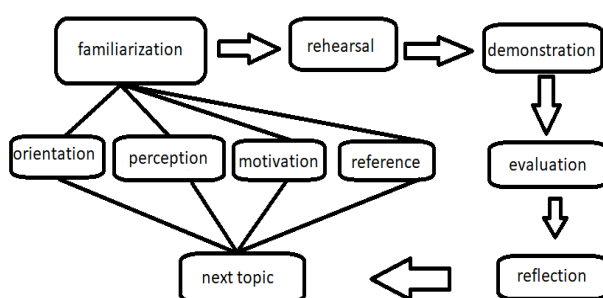 familiarization
rehearsal
demonstration
orientation
perception
motivation
reference
evaluation
next topic
reflection